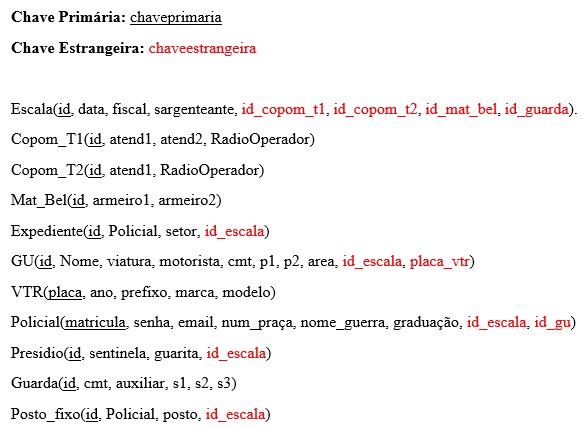 Chave Primária: chaveprimaria
Chave Estrangeira: chaveestrangeira
Escala(id, data, fiscal, sargenteante, id_copom_t1, id_copom_t2, id_mat_bel, id_guarda).
Copom_T1(id, atend1, atend2, RadioOperador)
Copom_T2(id, atend1, RadioOperador)
Mat_Bel(id, armeiro1, armeiro2)
Expediente(id, Policial, setor, id_escala)
GU(id, Nome, viatura, motorista, cmt, p1, p2, area, id_escala, placa_vtr)
VTR(placa, ano, prefixo, marca, modelo)
Policial(matricula, senha, email, num_praça, nome_guerra, graduação, id_escala, id_gu)
Presidio(id, sentinela, guarita, id_escala)
Guarda(id, cmt, auxiliar, s1, s2, s3)
Posto_fixo(id, Policial, posto, id_escala)